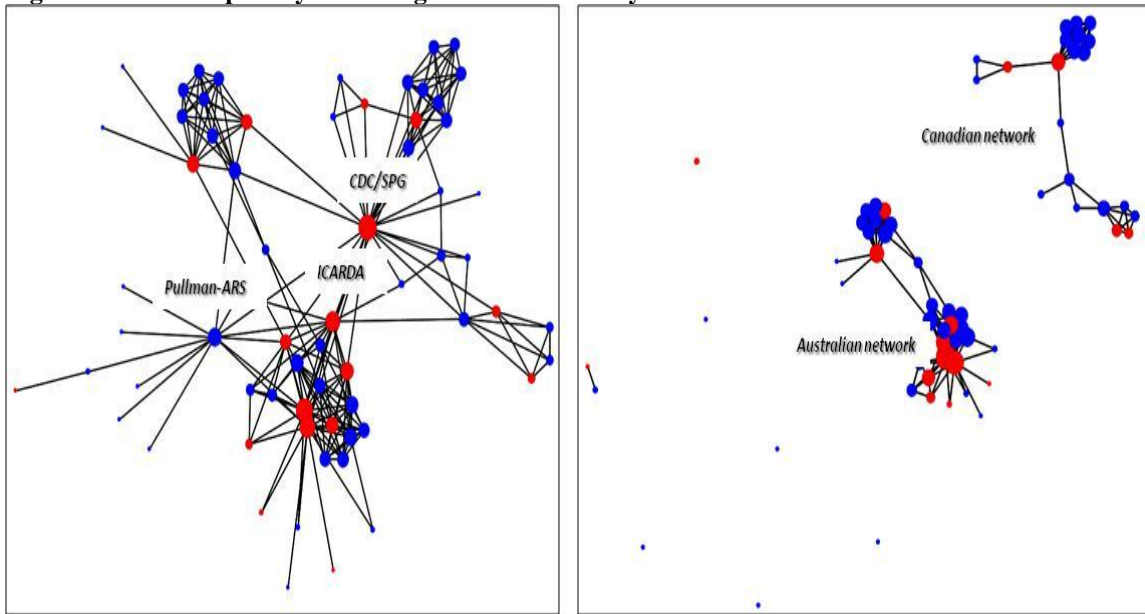 CDC/SPG
ICARDA
Pullman-ARS
Canadian network
Australian network